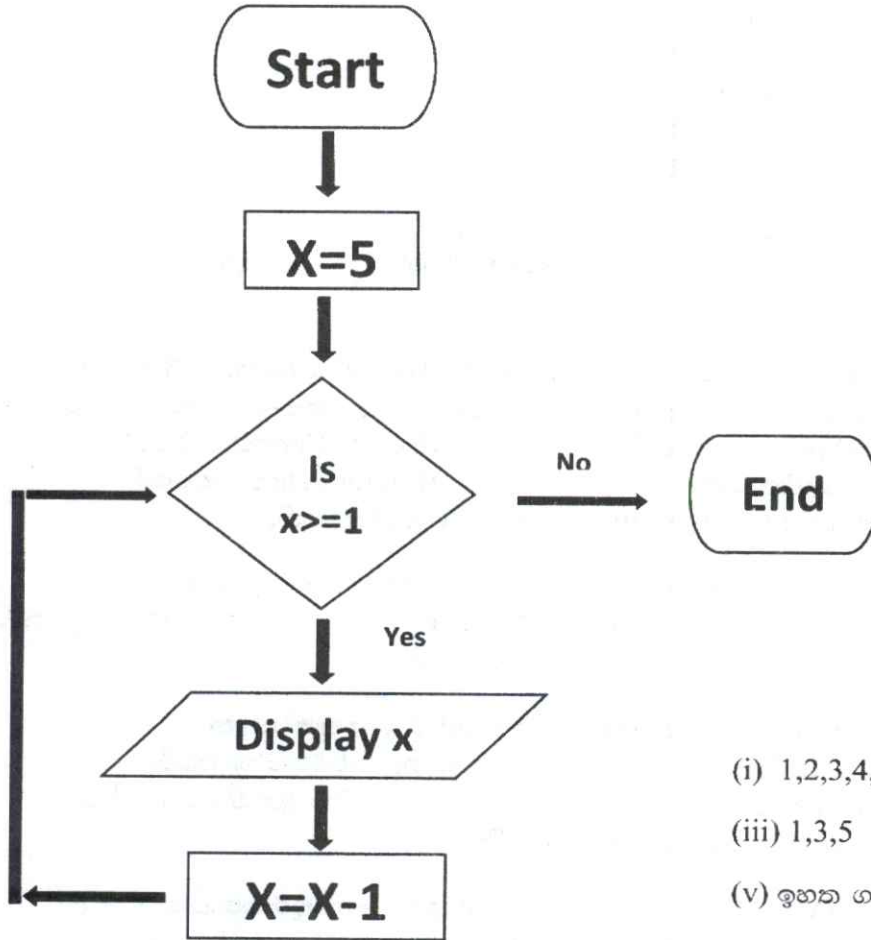 Start
X=5
Is
x>=1
No
End
Yes
Display x
(i) 1,2,3,4,
(iii) 1,3,5
X=X-1
(v) ඉහත